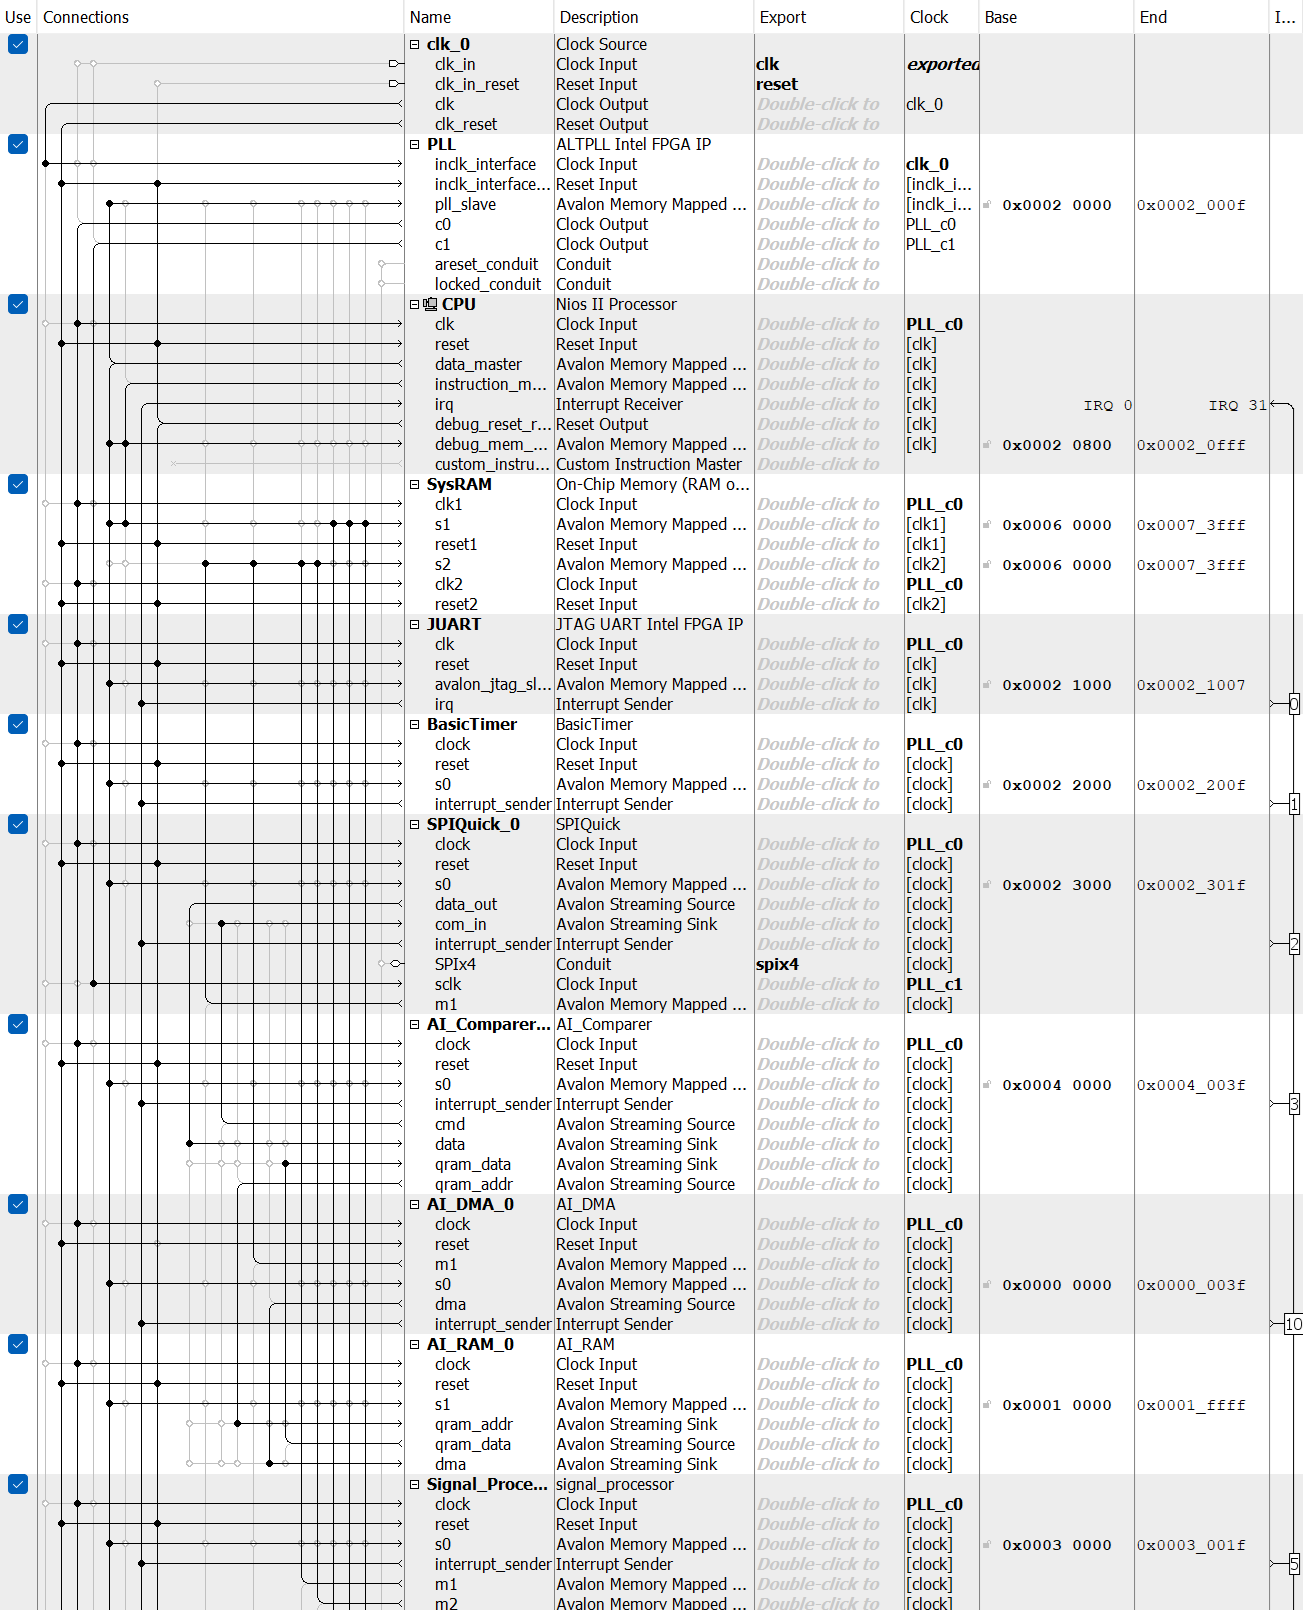 Use Connections Name Description Export Clock Base End I...
clk_0 Clock Source
clk_in Clock Input clk exported
clk_in_reset Reset Input reset
clk Clock Output Double-click to clk_0
clk_reset Reset Output Double-click to
PLL ALTPLL Intel FPGA IP
inclk_interface Clock Input Double-click to clk_0
inclk_interface... Reset Input Double-click to [inclk_i...
pll_slave Avalon Memory Mapped ... Double-click to [inclk_i... 0x0002 0000 0x0002_000f
c0 Clock Output Double-click to PLL_c0
c1 Clock Output Double-click to PLL_c1
areset_conduit Conduit Double-click to
locked_conduit Conduit Double-click to
CPU Nios II Processor
clk Clock Input Double-click to PLL_c0
reset Reset Input Double-click to [clk]
data_master Avalon Memory Mapped ... Double-click to [clk]
instruction_m... Avalon Memory Mapped ... Double-click to [clk]
irq Interrupt Receiver Double-click to [clk] IRQ 0 IRQ 31
debug_reset_r... Reset Output Double-click to [clk]
debug_mem_... Avalon Memory Mapped ... Double-click to [clk] 0x0002 0800 0x0002_0fff
custom_instru... Custom Instruction Master Double-click to
SysRAM On-Chip Memory (RAM o...
clk1 Clock Input Double-click to PLL_c0
s1 Avalon Memory Mapped ... Double-click to [clk1] 0x0006 0000 0x0007_3fff
reset1 Reset Input Double-click to [clk1]
s2 Avalon Memory Mapped ... Double-click to [clk2] 0x0006 0000 0x0007_3fff
clk2 Clock Input Double-click to PLL_c0
reset2 Reset Input Double-click to [clk2]
JUART JTAG UART Intel FPGA IP
clk Clock Input Double-click to PLL_c0
reset Reset Input Double-click to [clk]
avalon_jtag_sl... Avalon Memory Mapped ... Double-click to [clk] 0x0002 1000 0x0002_1007
irq Interrupt Sender Double-click to [clk] 0
BasicTimer BasicTimer
clock Clock Input Double-click to PLL_c0
reset Reset Input Double-click to [clock]
s0 Avalon Memory Mapped ... Double-click to [clock] 0x0002 2000 0x0002_200f
interrupt_sender Interrupt Sender Double-click to [clock] 1
SPIQuick_0 SPIQuick
clock Clock Input Double-click to PLL_c0
reset Reset Input Double-click to [clock]
s0 Avalon Memory Mapped ... Double-click to [clock] 0x0002 3000 0x0002_301f
data_out Avalon Streaming Source Double-click to [clock]
com_in Avalon Streaming Sink Double-click to [clock]
interrupt_sender Interrupt Sender Double-click to [clock] 2
SPIx4 Conduit spix4 [clock]
sclk Clock Input Double-click to PLL_c1
m1 Avalon Memory Mapped ... Double-click to [clock]
AI_Comparer... AI_Comparer
clock Clock Input Double-click to PLL_c0
reset Reset Input Double-click to [clock]
s0 Avalon Memory Mapped ... Double-click to [clock] 0x0004 0000 0x0004_003f
interrupt_sender Interrupt Sender Double-click to [clock] 3
cmd Avalon Streaming Source Double-click to [clock]
data Avalon Streaming Sink Double-click to [clock]
qram_data Avalon Streaming Sink Double-click to [clock]
qram_addr Avalon Streaming Source Double-click to [clock]
AI_DMA_0 AI_DMA
clock Clock Input Double-click to PLL_c0
reset Reset Input Double-click to [clock]
m1 Avalon Memory Mapped ... Double-click to [clock]
s0 Avalon Memory Mapped ... Double-click to [clock] 0x0000 0000 0x0000_003f
dma Avalon Streaming Source Double-click to [clock]
interrupt_sender Interrupt Sender Double-click to [clock] 10
AI_RAM_0 AI_RAM
clock Clock Input Double-click to PLL_c0
reset Reset Input Double-click to [clock]
s1 Avalon Memory Mapped ... Double-click to [clock] 0x0001 0000 0x0001_ffff
qram_addr Avalon Streaming Sink Double-click to [clock]
qram_data Avalon Streaming Source Double-click to [clock]
dma Avalon Streaming Sink Double-click to [clock]
Signal_Proce... signal_processor
clock Clock Input Double-click to PLL_c0
reset Reset Input Double-click to [clock]
s0 Avalon Memory Mapped ... Double-click to [clock] 0x0003 0000 0x0003_001f
interrupt_sender Interrupt Sender Double-click to [clock] 5
m1 Avalon Memory Mapped ... Double-click to [clock]
m2 Avalon Memory Mapped ... Double-click to [clock]